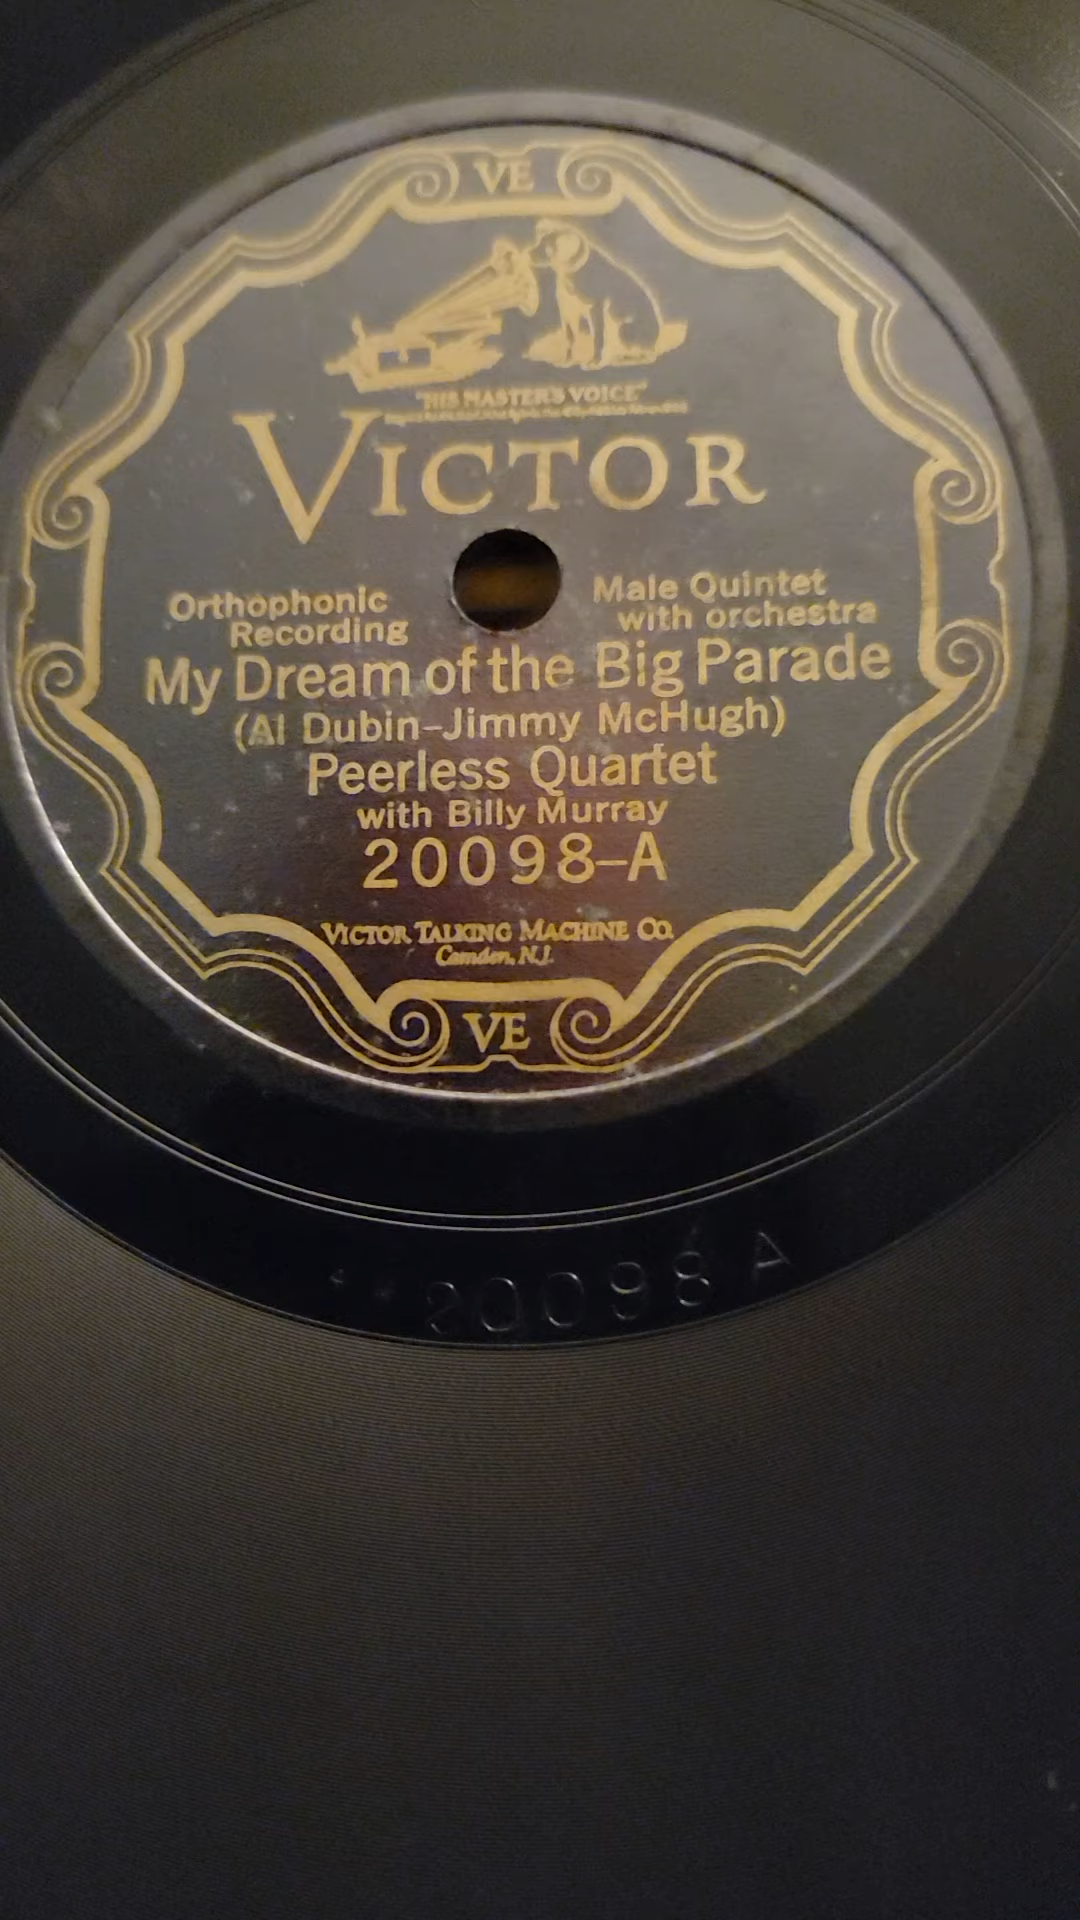 VE
"HIS MASTER'S VOICE"
VICTOR
Orthophonic
Recording
Male Quintet
with orchestra
My Dream of the Big Parade
(Al Dubin-Jimmy McHugh)
Peerless Quartet
with Billy Murray
20098-A
VICTOR TALKING MACHINE CO.
Camden, N.J.
VE
20098 A